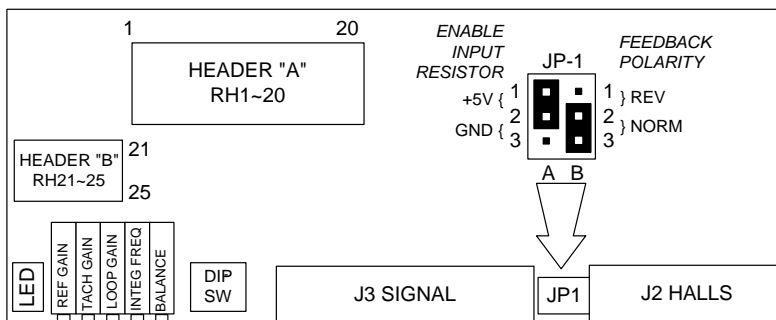 1 20
HEADER "A"
RH1~20
ENABLE
INPUT
RESISTOR
JP-1
FEEDBACK
POLARITY
+5V { 1
2
GND { 3
1 } REV
2
3 } NORM
A B
HEADER "B"
RH21~25
21
25
LED
REF GAIN
TACH GAIN
LOOP GAIN
INTEG FREQ
BALANCE
DIP
SW
J3 SIGNAL
JP1
J2 HALLS